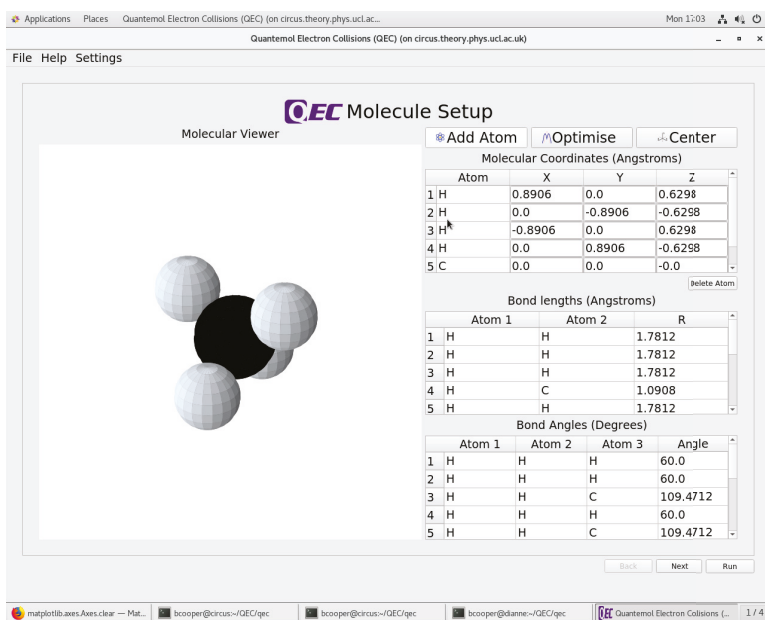 Applications Places Quantemol Electron Collisions (QEC) (on circus.theory.phys.ucl.ac... Mon 17:03
Quantemol Electron Collisions (QEC) (on circus.theory.phys.ucl.ac.uk)
File Help Settings
QEC Molecule Setup
Molecular Viewer
Add Atom Optimise Center
Molecular Coordinates (Angstroms)
Atom X Y Z
1 H 0.8906 0.0 0.6298
2 H 0.0 -0.8906 -0.6298
3 H -0.8906 0.0 0.6298
4 H 0.0 0.8906 -0.6298
5 C 0.0 0.0 -0.0
Delete Atom
Bond lengths (Angstroms)
Atom 1 Atom 2 R
1 H H 1.7812
2 H H 1.7812
3 H H 1.7812
4 H C 1.0908
5 H H 1.7812
Bond Angles (Degrees)
Atom 1 Atom 2 Atom 3 Angle
1 H H H 60.0
2 H H H 60.0
3 H H C 109.4712
4 H H H 60.0
5 H H C 109.4712
Back Next Run
matplotlib.axes.Axes.clear — Mat... bcooper@circus:~/QEC/qec bcooper@circus:~/QEC/qec bcooper@dianne:~/QEC/qec Quantemol Electron Collisions (... 1 / 4